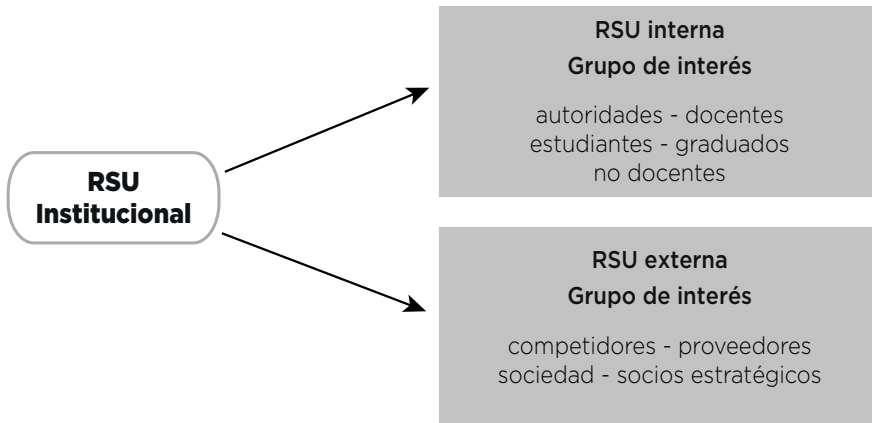 RSU
Institucional
RSU interna
Grupo de interés
autoridades - docentes
estudiantes - graduados
no docentes
RSU externa
Grupo de interés
competidores - proveedores
sociedad - socios estratégicos